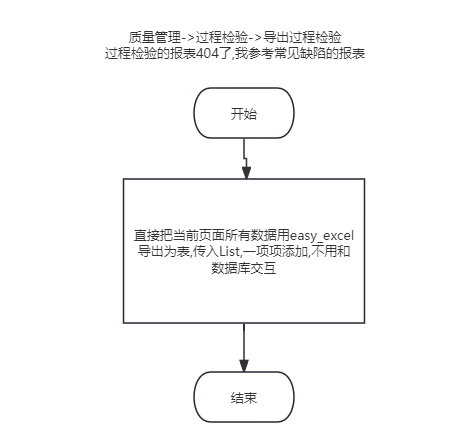 质量管理->过程检验->导出过程检验
过程检验的报表404了,我参考常见缺陷的报表
开始
直接把当前页面所有数据用easy_excel
导出为表,传入List,一项项添加,不用和
数据库交互
结束